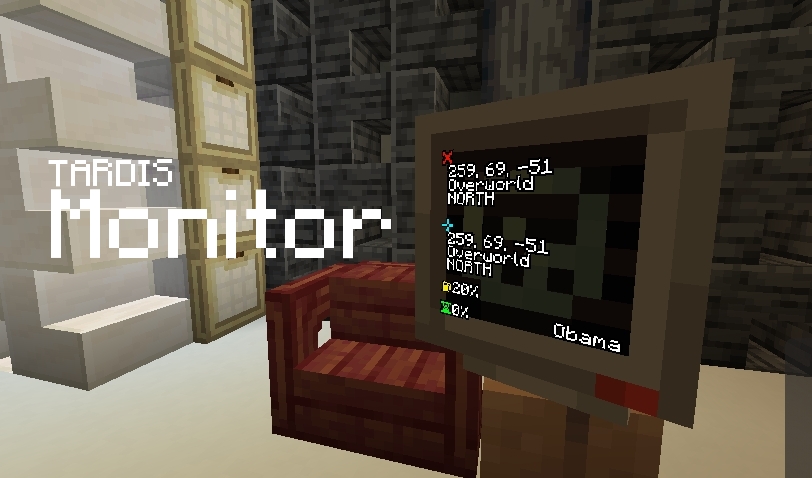 TARDIS
Monitor
259, 69, -51
Overworld
NORTH
259, 69, -51
Overworld
NORTH
20%
0%
Obama